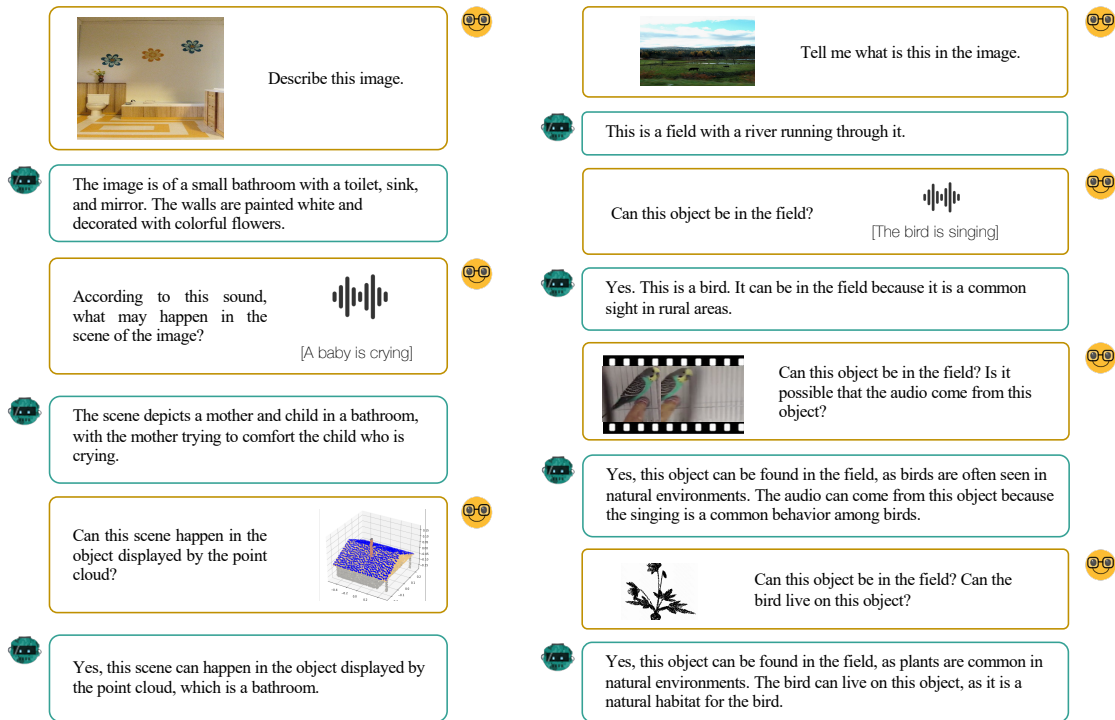 Describe this image.
The image is of a small bathroom with a toilet, sink,
and mirror. The walls are painted white and
decorated with colorful flowers.
According to this sound,
what may happen in the
scene of the image?
[A baby is crying]
The scene depicts a mother and child in a bathroom,
with the mother trying to comfort the child who is
crying.
Can this scene happen in the
object displayed by the point
cloud?
Yes, this scene can happen in the object displayed by
the point cloud, which is a bathroom.
Tell me what is this in the image.
This is a field with a river running through it.
Can this object be in the field?
[The bird is singing]
Yes. This is a bird. It can be in the field because it is a common
sight in rural areas.
Can this object be in the field? Is it
possible that the audio come from this
object?
Yes, this object can be found in the field, as birds are often seen in
natural environments. The audio can come from this object because
the singing is a common behavior among birds.
Can this object be in the field? Can the
bird live on this object?
Yes, this object can be found in the field, as plants are common in
natural environments. The bird can live on this object, as it is a
natural habitat for the bird.